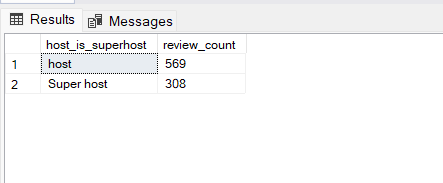 Results Messages
host_is_superhost review_count
1 host 569
2 Super host 308